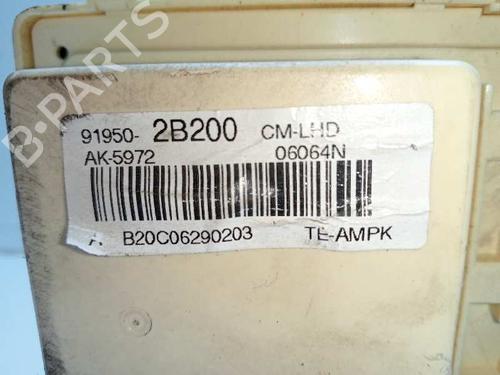 B-PARTS
91950- 2B200 CM-LHD
AK-5972 06064N
A B20C06290203 TE-AMPK